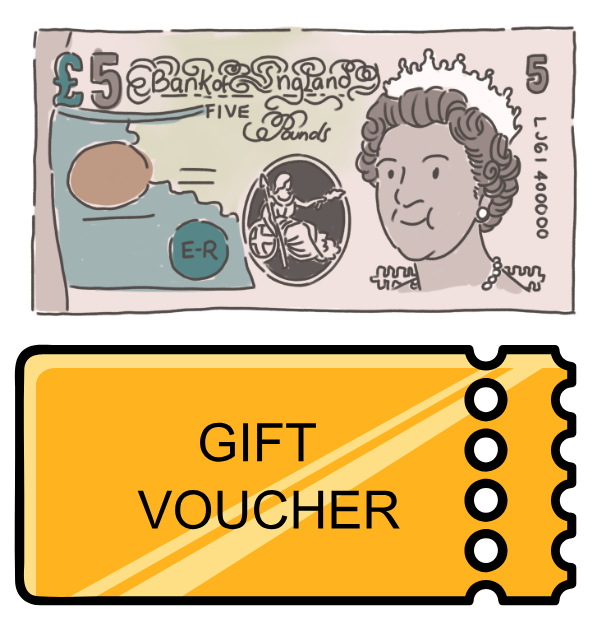 £5 Bank of England 5
FIVE
Pounds
LJ61 400000
E-R
GIFT
VOUCHER